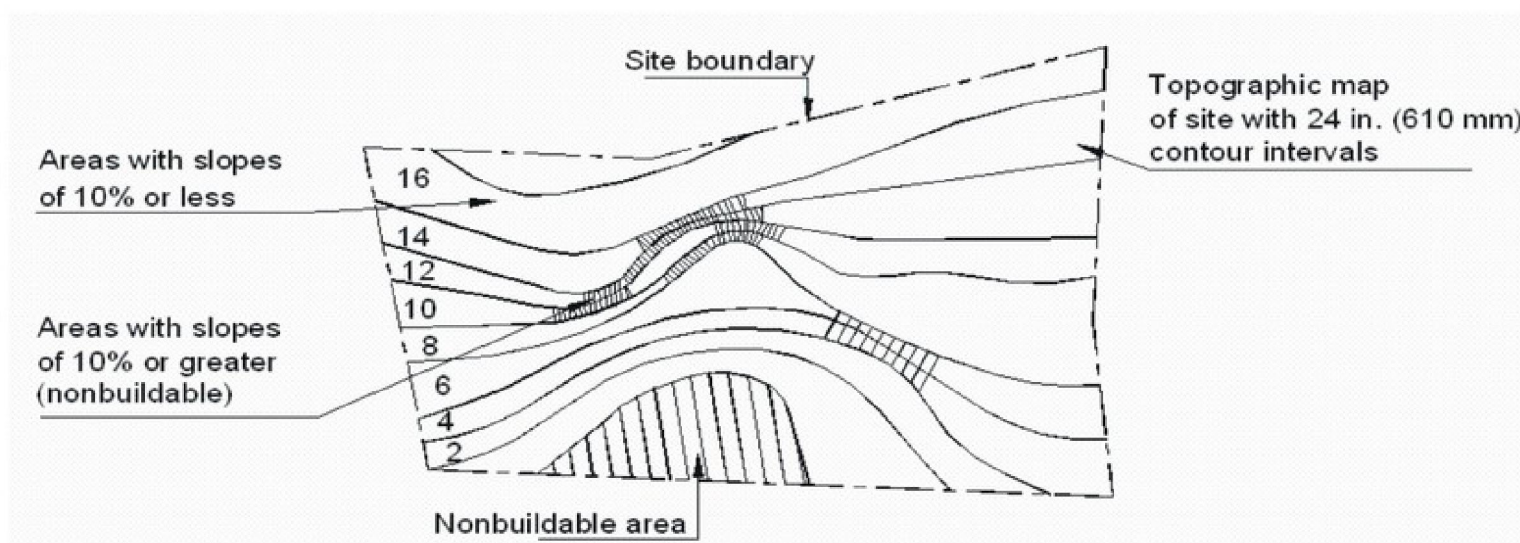 Site boundary
Topographic map
of site with 24 in. (610 mm)
contour intervals
Areas with slopes
of 10% or less
16
14
12
10
8
6
4
2
Areas with slopes
of 10% or greater
(nonbuildable)
Nonbuildable area